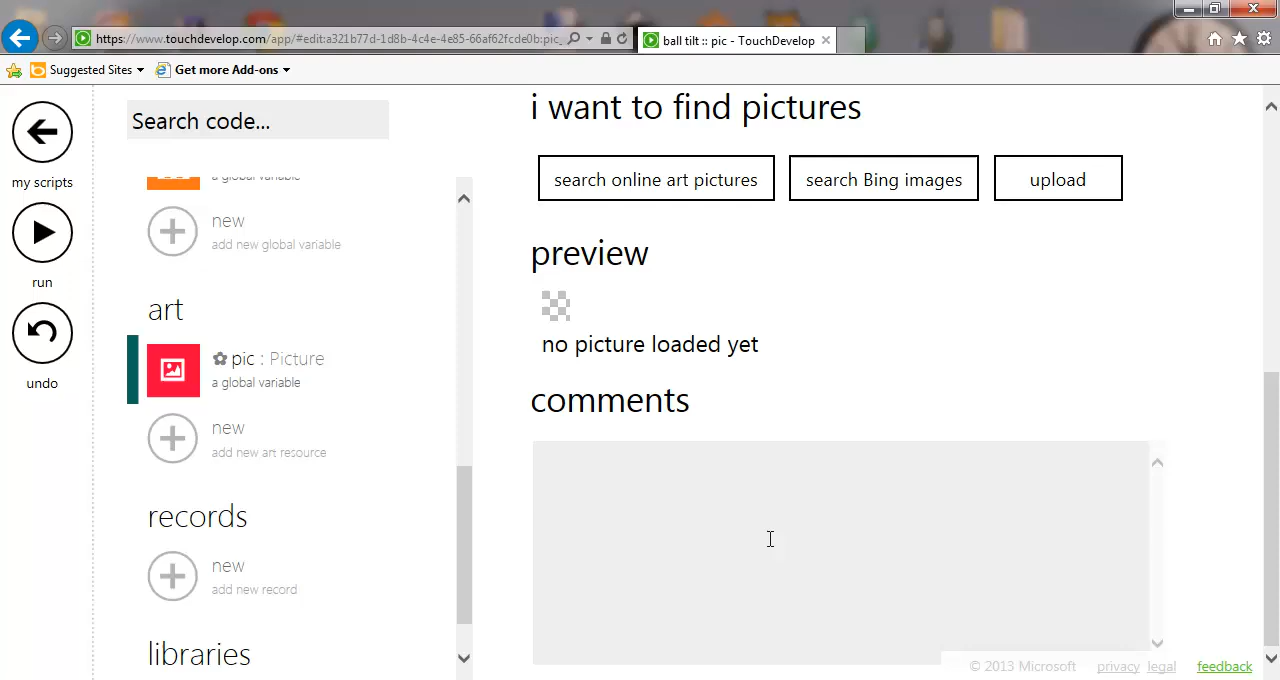 https://www.touchdevelop.com/app/#edit:a321b77d-1d8b-4c4e-4e85-66af62fcde0b:pic_
ball tilt :: pic - TouchDevelop
Suggested Sites
Get more Add-ons
my scripts
run
undo
Search code...
a global variable
new
add new global variable
art
pic : Picture
a global variable
new
add new art resource
records
new
add new record
libraries
i want to find pictures
search online art pictures
search Bing images
upload
preview
no picture loaded yet
comments
© 2013 Microsoft privacy legal feedback